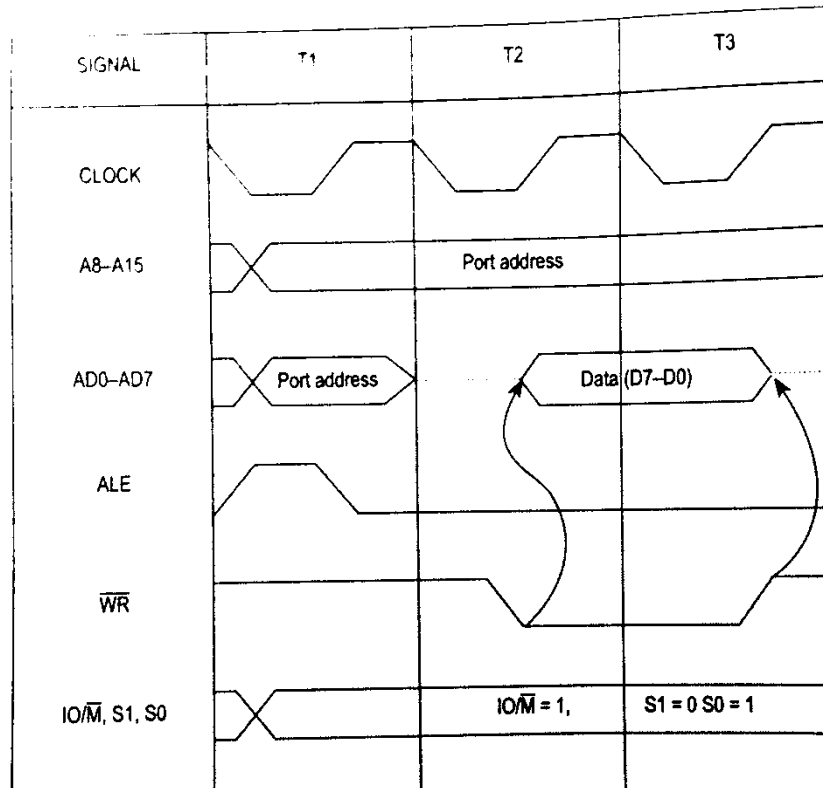 SIGNAL T1 T2 T3
CLOCK
A8–A15 Port address
AD0–AD7 Port address Data (D7–D0)
ALE
W̅R̅
IO/M̅, S1, S0 IO/M̅ = 1, S1 = 0 S0 = 1